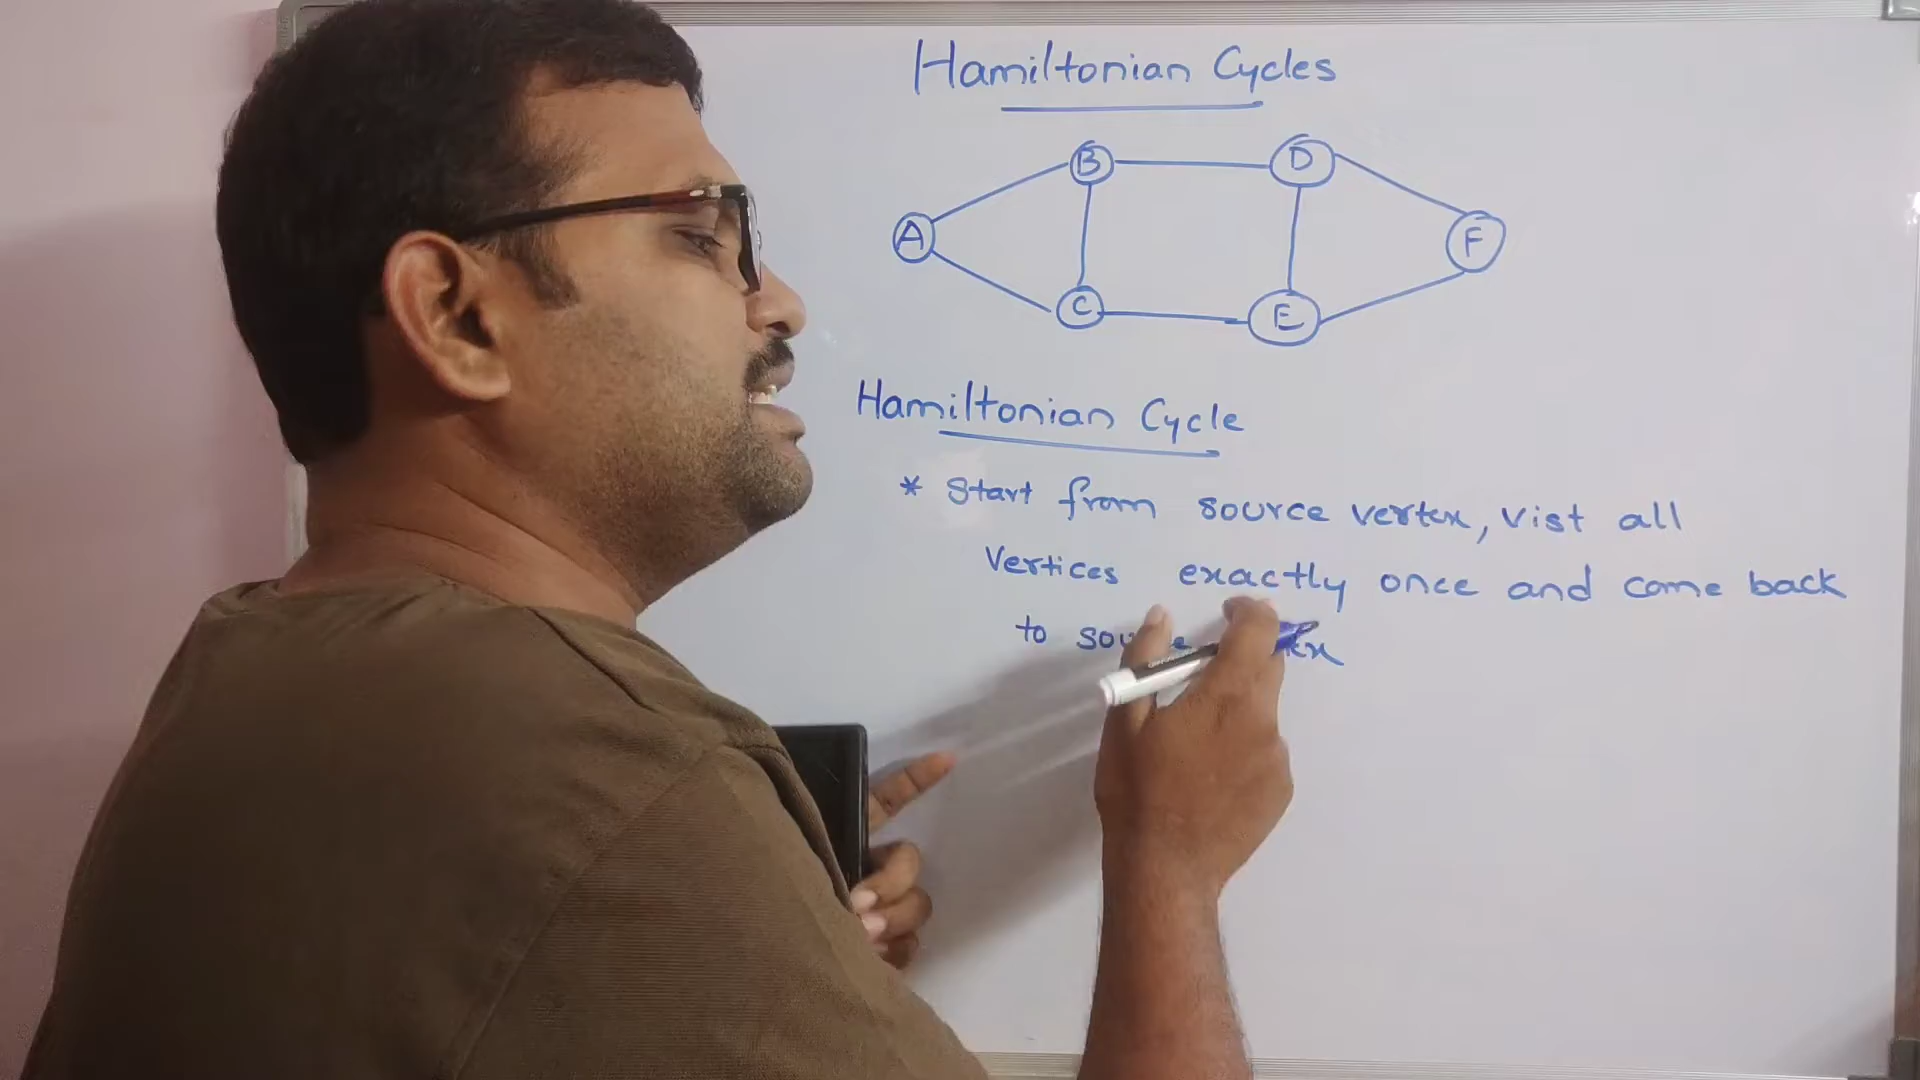 Hamiltonian Cycles
B D
A F
C E
Hamiltonian Cycle
* Start from source vertex, vist all
vertices exactly once and come back
to